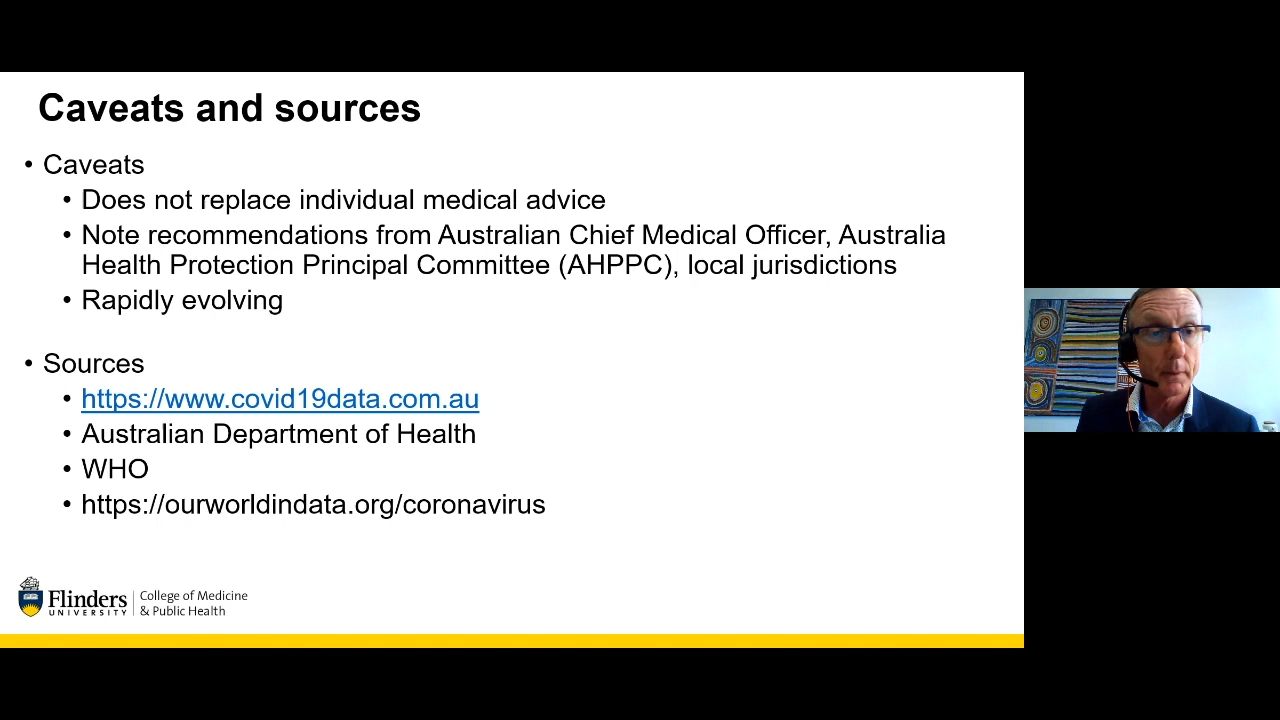 Caveats and sources
• Caveats
• Does not replace individual medical advice
• Note recommendations from Australian Chief Medical Officer, Australia
Health Protection Principal Committee (AHPPC), local jurisdictions
• Rapidly evolving
• Sources
• https://www.covid19data.com.au
• Australian Department of Health
• WHO
• https://ourworldindata.org/coronavirus
Flinders
UNIVERSITY
College of Medicine
& Public Health